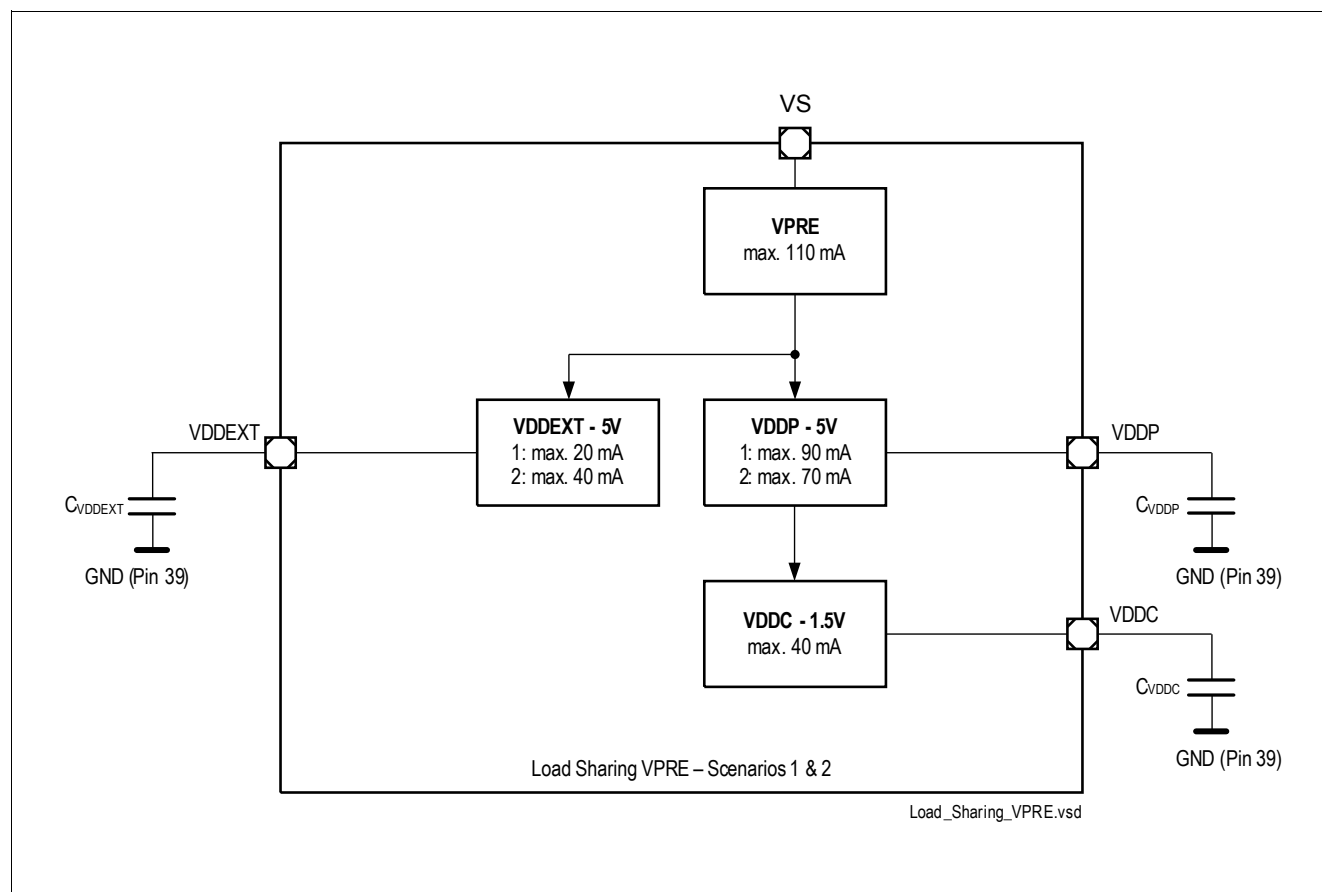 VS
VPRE
max. 110 mA
VDDEXT - 5V
1: max. 20 mA
2: max. 40 mA
VDDP - 5V
1: max. 90 mA
2: max. 70 mA
VDDEXT
VDDP
CVDDEXT
GND (Pin 39)
CVDDP
GND (Pin 39)
VDDC - 1.5V
max. 40 mA
VDDC
CVDDC
GND (Pin 39)
Load Sharing VPRE – Scenarios 1 & 2
Load_Sharing_VPRE.vsd